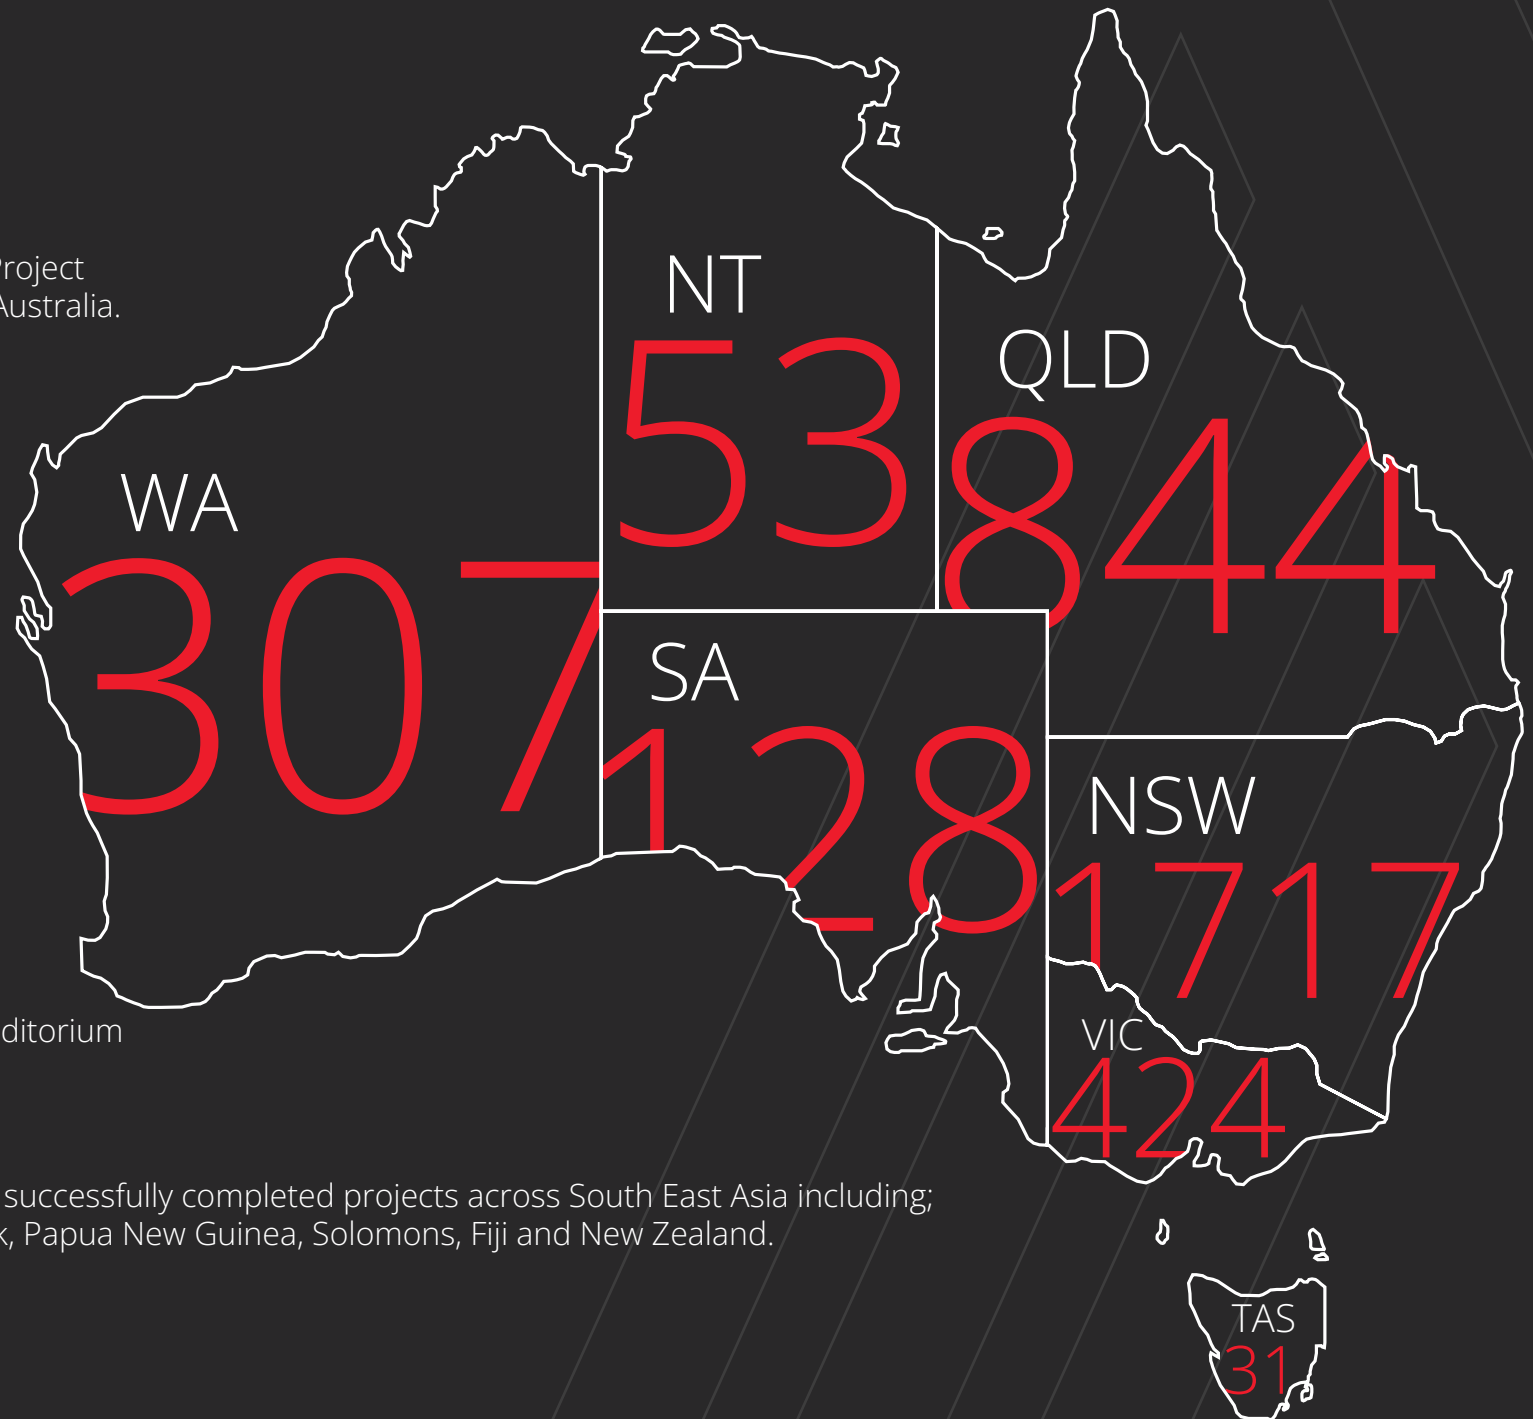 NT
53
Project
Australia.
QLD
844
WA
307
SA
128
NSW
1717
VIC
424
ditorium
successfully completed projects across South East Asia including;
, Papua New Guinea, Solomons, Fiji and New Zealand.
TAS
31